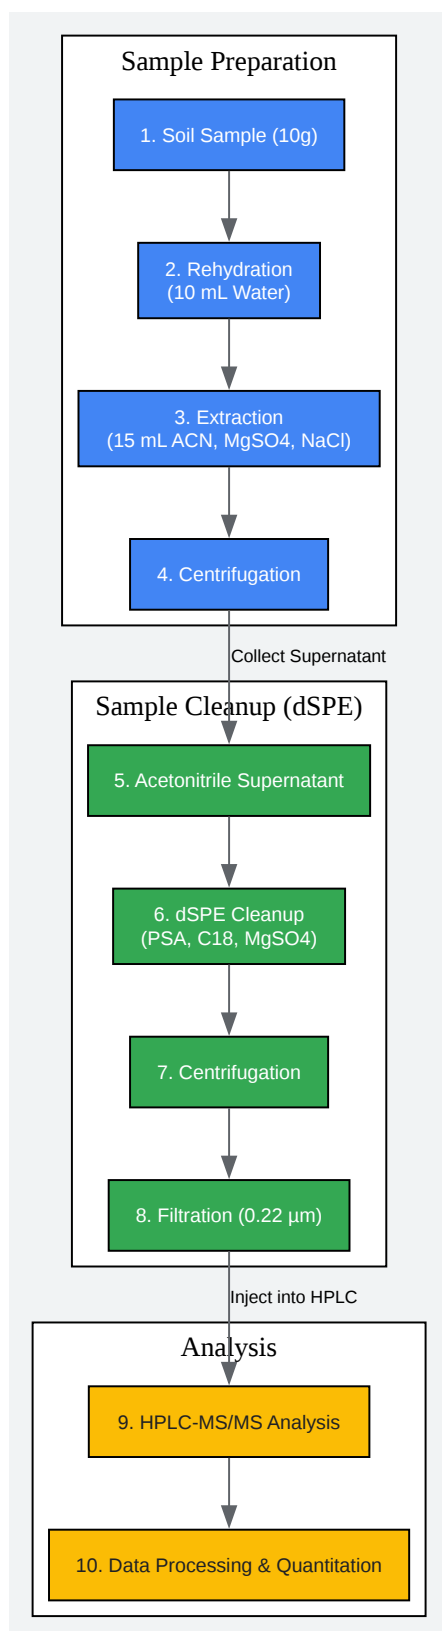 Sample Preparation
1. Soil Sample (10g)
2. Rehydration
(10 mL Water)
3. Extraction
(15 mL ACN, MgSO4, NaCl)
4. Centrifugation
Collect Supernatant
Sample Cleanup (dSPE)
5. Acetonitrile Supernatant
6. dSPE Cleanup
(PSA, C18, MgSO4)
7. Centrifugation
8. Filtration (0.22 µm)
Inject into HPLC
Analysis
9. HPLC-MS/MS Analysis
10. Data Processing & Quantitation